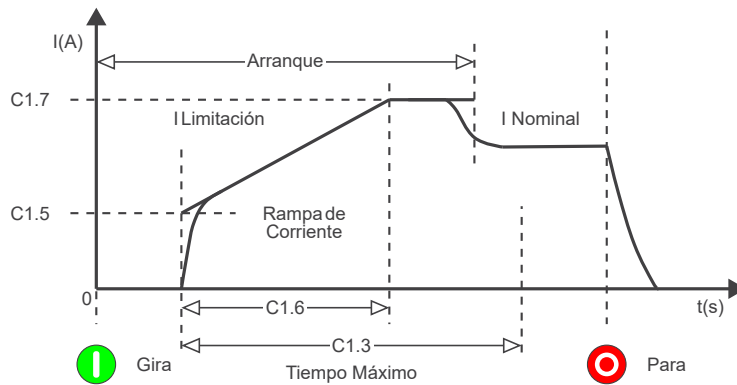 I(A)
Arranque
C1.7
I Limitación
I Nominal
C1.5
Rampa de
Corriente
0
C1.6
t(s)
C1.3
Gira
Tiempo Máximo
Para